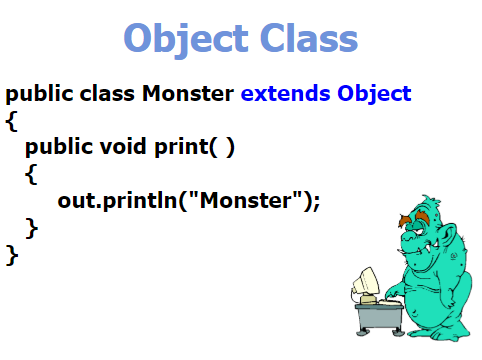 Object Class
public class Monster extends Object
{
public void print( )
{
out.println("Monster");
}
}